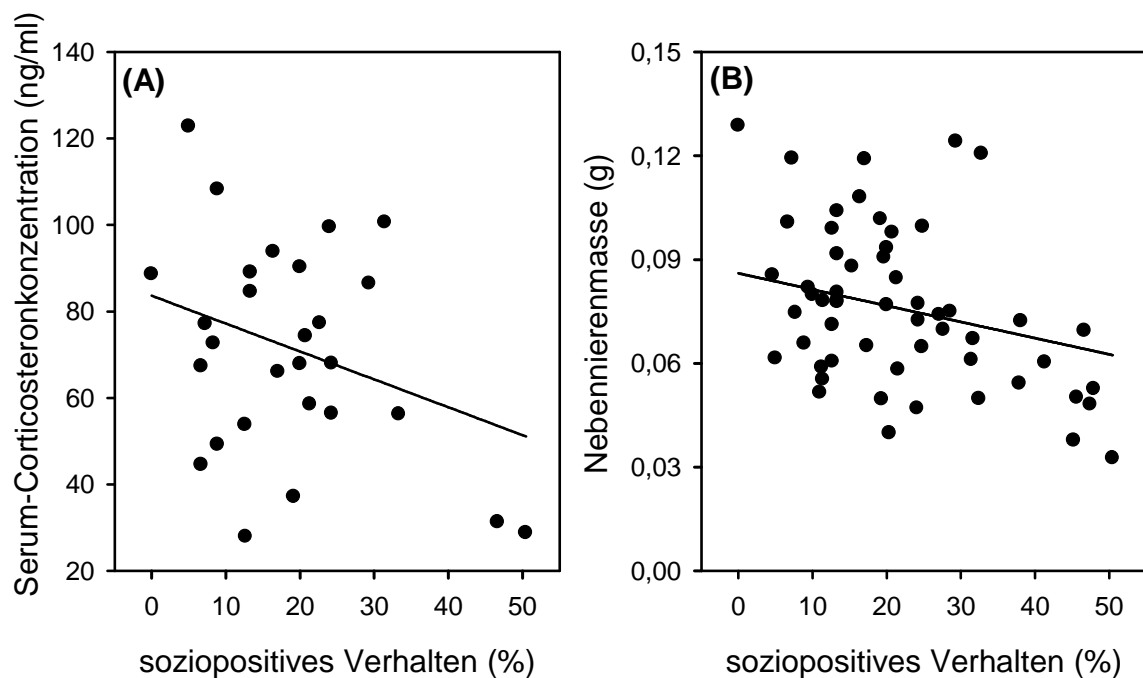 Serum-Corticosteronkonzentration (ng/ml)
140
120
100
80
60
40
20
(A)
0 10 20 30 40 50
soziopositives Verhalten (%)
Nebennierenmasse (g)
0,15
0,12
0,09
0,06
0,03
0,00
(B)
0 10 20 30 40 50
soziopositives Verhalten (%)